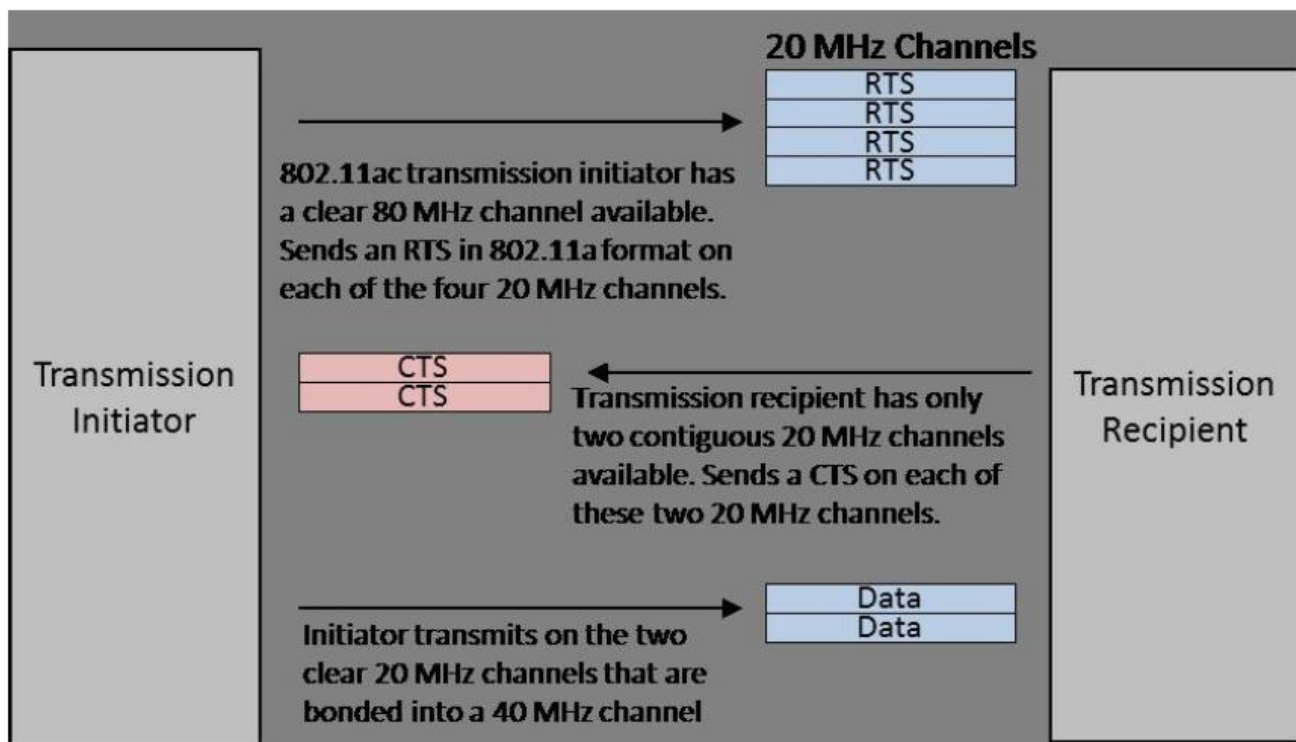 20 MHz Channels
RTS
RTS
RTS
RTS
802.11ac transmission initiator has
a clear 80 MHz channel available.
Sends an RTS in 802.11a format on
each of the four 20 MHz channels.
Transmission
Initiator
CTS
CTS
Transmission recipient has only
two contiguous 20 MHz channels
available. Sends a CTS on each of
these two 20 MHz channels.
Transmission
Recipient
Data
Data
Initiator transmits on the two
clear 20 MHz channels that are
bonded into a 40 MHz channel